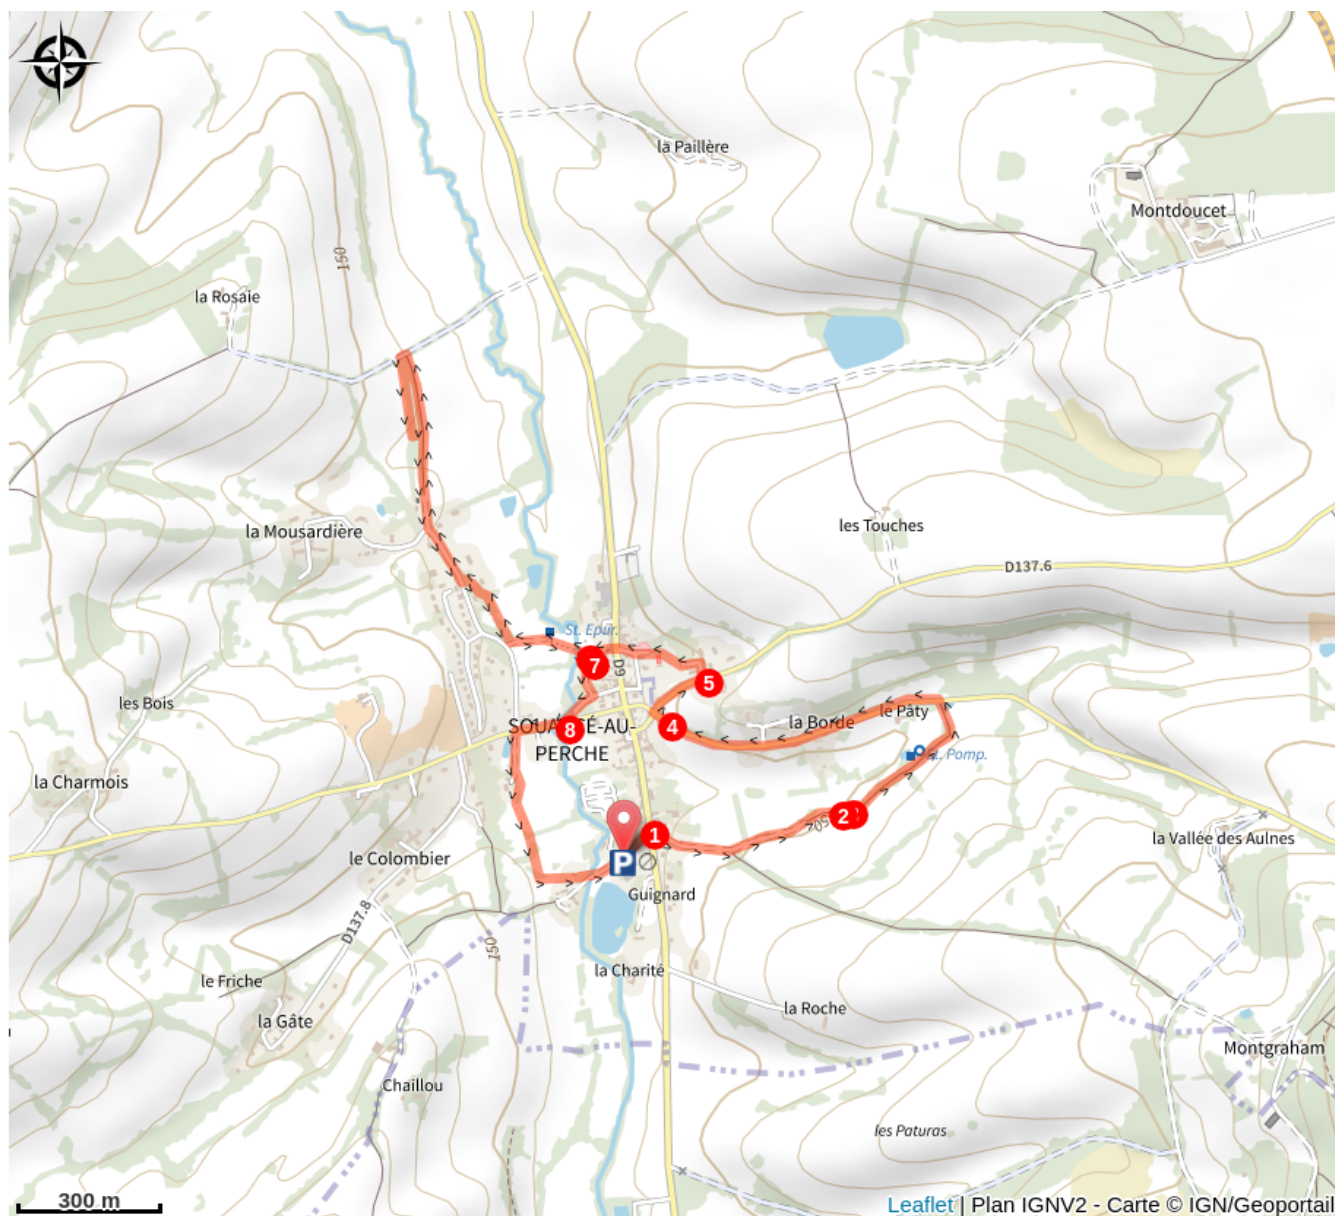 la Paillère
Montdoucet
150
la Rosaie
la Mousardière
les Touches
D137.6
St. Epur.
7
D9
5
les Bois
8
SOUA CÉ-AU-
PERCHE
4
la Borde
le Pâty
St. Pomp.
la Charmois
2
1
la Vallée des Aulnes
le Colombier
P
Guignard
D137.8
150
la Charité
le Friche
la Roche
la Gâte
Montgraham
Chaillou
les Paturas
300 m
Leaflet | Plan IGNV2 - Carte © IGN/Geoportail